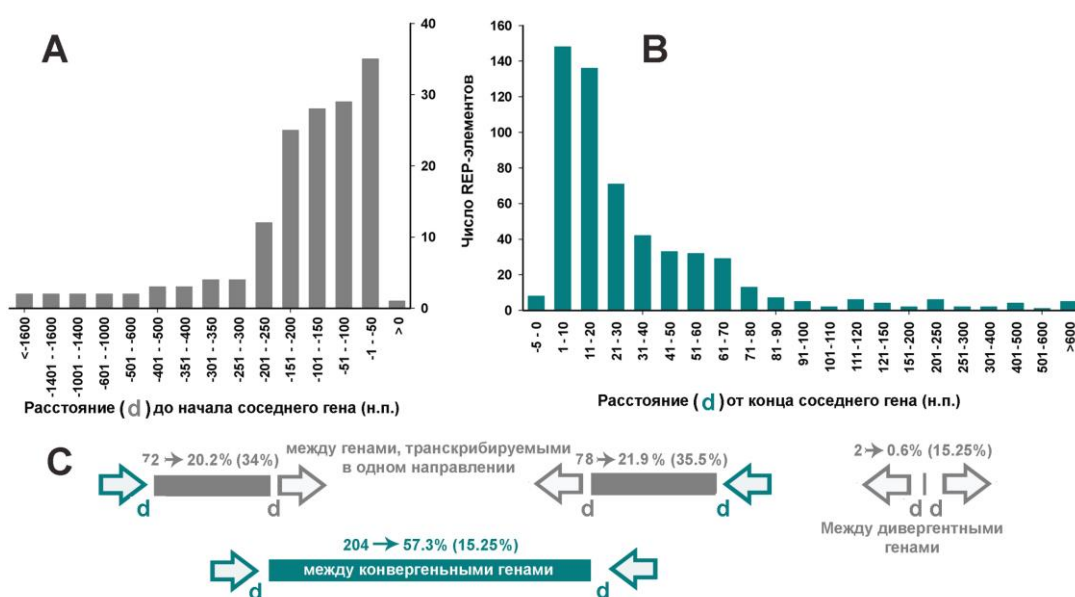 A
40
30
20
10
0
Число REP-элементов
<-1600
-1401 - -1600
-1001 - -1400
-601 - -1000
-501 - -600
-401 - -500
-351 - -400
-301 - -350
-251 - -300
-201 - -250
-151 - -200
-101 - -150
-51 - -100
-1 - -50
> 0
Расстояние (d) до начала соседнего гена (н.п.)
B
160
140
120
100
80
60
40
20
0
-5 - 0
1 - 10
11 - 20
21 - 30
31 - 40
41 - 50
51 - 60
61 - 70
71 - 80
81 - 90
91 - 100
101 - 110
111 - 120
121 - 150
151 - 200
201 - 250
251 - 300
301 - 400
401 - 500
501 - 600
>600
Расстояние (d) от конца соседнего гена (н.п.)
C
72 → 20.2% (34%)
между генами, транскрибируемыми
в одном направлении
78 → 21.9% (35.5%)
2 → 0.6% (15.25%)
d
d
d
d
d d
Между дивергентными
генами
204 → 57.3% (15.25%)
между конвергеньными генами
d
d